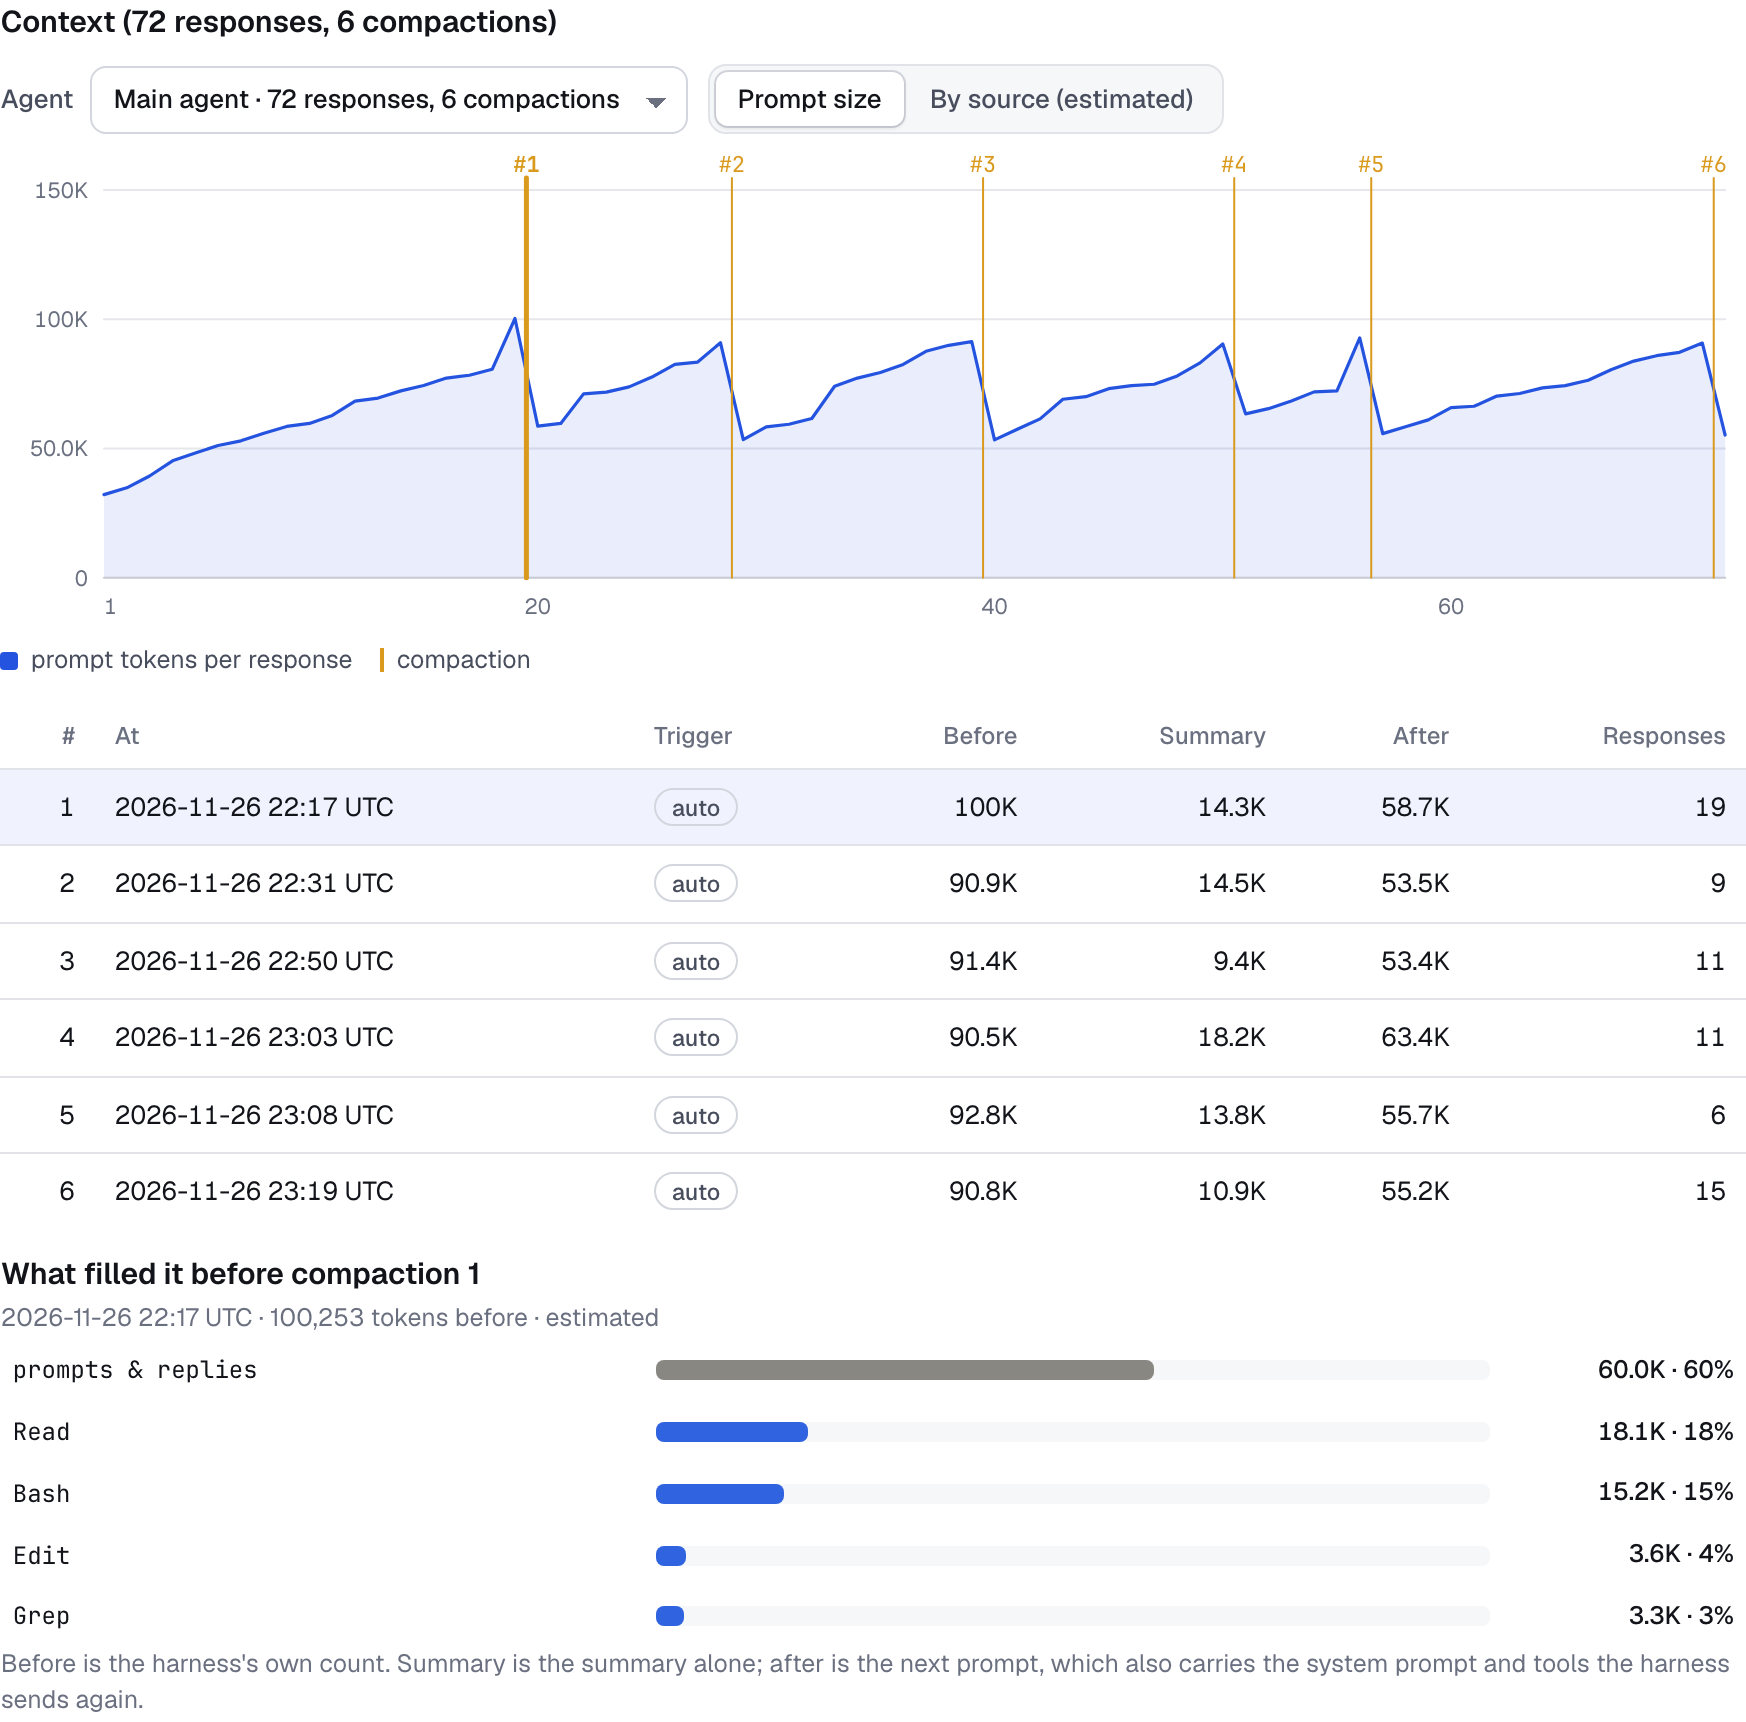 Context (72 responses, 6 compactions)
Agent Main agent · 72 responses, 6 compactions Prompt size By source (estimated)
#1 #2 #3 #4 #5 #6
150K
100K
50.0K
0
1 20 40 60
prompt tokens per response compaction
# At Trigger Before Summary After Responses
1 2026-11-26 22:17 UTC auto 100K 14.3K 58.7K 19
2 2026-11-26 22:31 UTC auto 90.9K 14.5K 53.5K 9
3 2026-11-26 22:50 UTC auto 91.4K 9.4K 53.4K 11
4 2026-11-26 23:03 UTC auto 90.5K 18.2K 63.4K 11
5 2026-11-26 23:08 UTC auto 92.8K 13.8K 55.7K 6
6 2026-11-26 23:19 UTC auto 90.8K 10.9K 55.2K 15
What filled it before compaction 1
2026-11-26 22:17 UTC · 100,253 tokens before · estimated
prompts & replies 60.0K · 60%
Read 18.1K · 18%
Bash 15.2K · 15%
Edit 3.6K · 4%
Grep 3.3K · 3%
Before is the harness's own count. Summary is the summary alone; after is the next prompt, which also carries the system prompt and tools the harness
sends again.